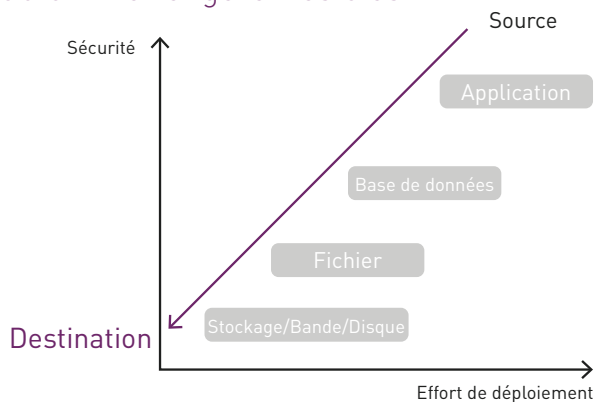 Source
Sécurité
Application
Base de données
Fichier
Stockage/Bande/Disque
Destination
Effort de déploiement